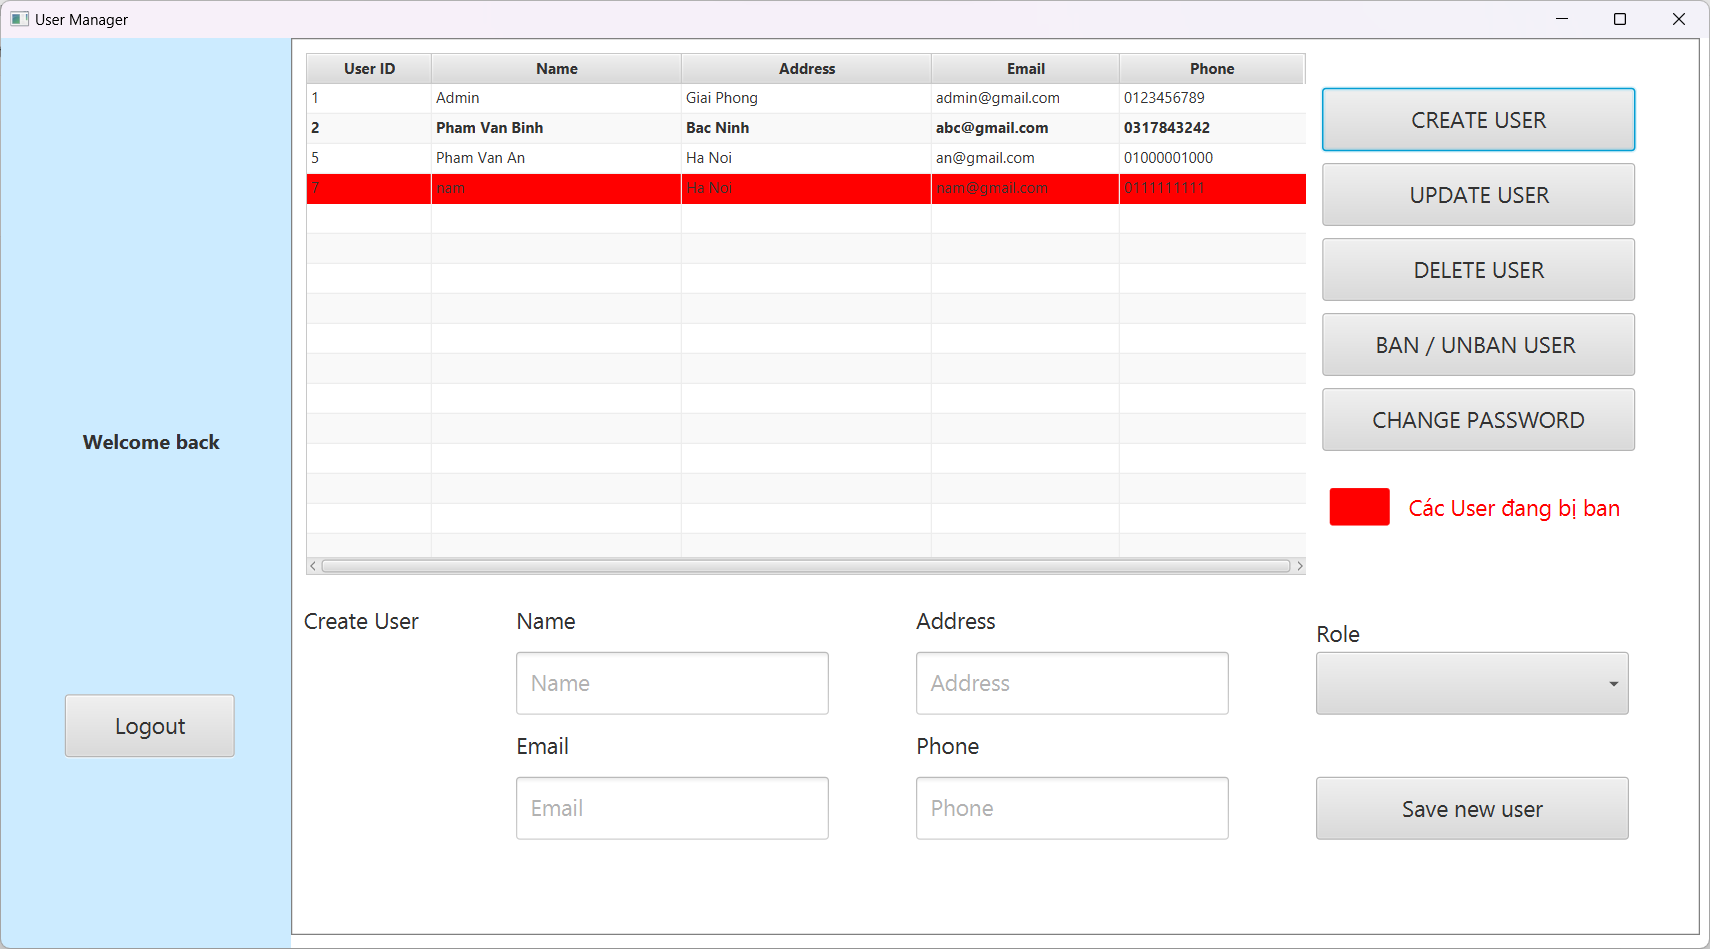 User Manager
User ID Name Address Email Phone
1 Admin Giai Phong admin@gmail.com 0123456789
2 Pham Van Binh Bac Ninh abc@gmail.com 0317843242
5 Pham Van An Ha Noi an@gmail.com 01000001000
7 nam Ha Noi nam@gmail.com 0111111111
CREATE USER
UPDATE USER
DELETE USER
BAN / UNBAN USER
CHANGE PASSWORD
Các User đang bị ban
Welcome back
Logout
Create User
Name
Name
Address
Address
Role
Email
Email
Phone
Phone
Save new user